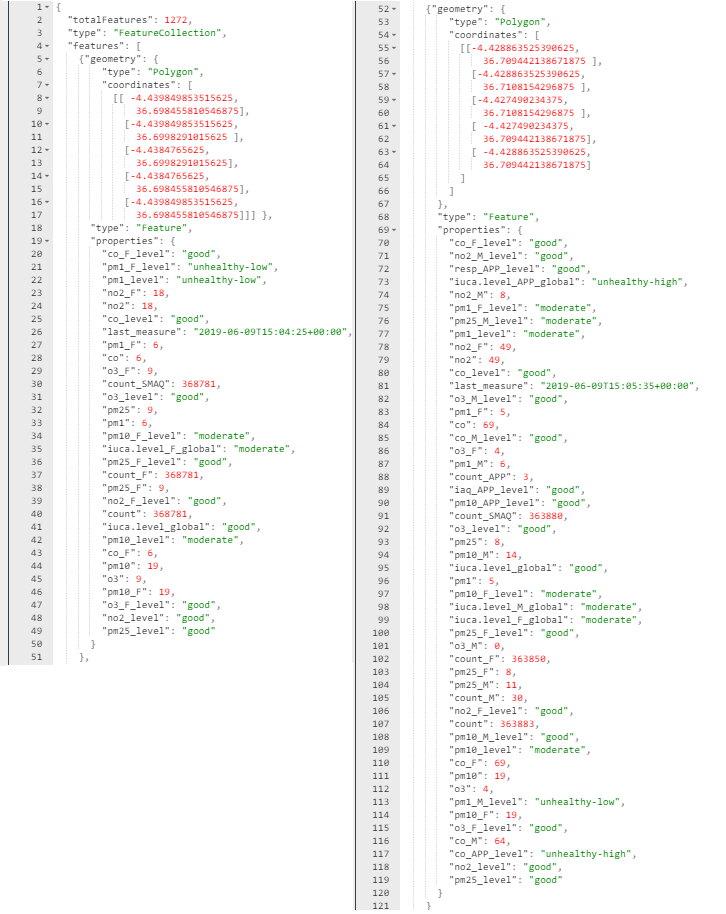 1 {
2 "totalFeatures": 1272,
3 "type": "FeatureCollection",
4 "features": [
5 {"geometry": {
6 "type": "Polygon",
7 "coordinates": [
8 [[ -4.439849853515625,
9 36.698455810546875],
10 [-4.439849853515625,
11 36.6998291015625 ],
12 [-4.4384765625,
13 36.6998291015625],
14 [-4.4384765625,
15 36.698455810546875],
16 [-4.439849853515625,
17 36.698455810546875]]] },
18 "type": "Feature",
19 "properties": {
20 "co_F_level": "good",
21 "pm1_F_level": "unhealthy-low",
22 "pm1_level": "unhealthy-low",
23 "no2_F": 18,
24 "no2": 18,
25 "co_level": "good",
26 "last_measure": "2019-06-09T15:04:25+00:00",
27 "pm1_F": 6,
28 "co": 6,
29 "o3_F": 9,
30 "count_SMAQ": 368781,
31 "o3_level": "good",
32 "pm25": 9,
33 "pm1": 6,
34 "pm10_F_level": "moderate",
35 "iuca.level_F_global": "moderate",
36 "pm25_F_level": "good",
37 "count_F": 368781,
38 "pm25_F": 9,
39 "no2_F_level": "good",
40 "count": 368781,
41 "iuca.level_global": "good",
42 "pm10_level": "moderate",
43 "co_F": 6,
44 "pm10": 19,
45 "o3": 9,
46 "pm10_F": 19,
47 "o3_F_level": "good",
48 "no2_level": "good",
49 "pm25_level": "good"
50 }
51 },
52 {"geometry": {
53 "type": "Polygon",
54 "coordinates": [
55 [[-4.428863525390625,
56 36.709442138671875 ],
57 [-4.428863525390625,
58 36.7108154296875 ],
59 [-4.427490234375,
60 36.7108154296875],
61 [ -4.427490234375,
62 36.709442138671875],
63 [ -4.428863525390625,
64 36.709442138671875]
65 ]
66 ]
67 },
68 "type": "Feature",
69 "properties": {
70 "co_F_level": "good",
71 "no2_M_level": "good",
72 "resp_APP_level": "good",
73 "iuca.level_APP_global": "unhealthy-high",
74 "no2_M": 8,
75 "pm1_F_level": "moderate",
76 "pm25_M_level": "moderate",
77 "pm1_level": "moderate",
78 "no2_F": 49,
79 "no2": 49,
80 "co_level": "good",
81 "last_measure": "2019-06-09T15:05:35+00:00",
82 "o3_M_level": "good",
83 "pm1_F": 5,
84 "co": 69,
85 "co_M_level": "good",
86 "o3_F": 4,
87 "pm1_M": 6,
88 "count_APP": 3,
89 "iaq_APP_level": "good",
90 "pm10_APP_level": "good",
91 "count_SMAQ": 363880,
92 "o3_level": "good",
93 "pm25": 8,
94 "pm10_M": 14,
95 "iuca.level_global": "good",
96 "pm1": 5,
97 "pm10_F_level": "moderate",
98 "iuca.level_M_global": "moderate",
99 "iuca.level_F_global": "moderate",
100 "pm25_F_level": "good",
101 "o3_M": 0,
102 "count_F": 363850,
103 "pm25_F": 8,
104 "pm25_M": 11,
105 "count_M": 30,
106 "no2_F_level": "good",
107 "count": 363883,
108 "pm10_M_level": "good",
109 "pm10_level": "moderate",
110 "co_F": 69,
111 "pm10": 19,
112 "o3": 4,
113 "pm1_M_level": "unhealthy-low",
114 "pm10_F": 19,
115 "o3_F_level": "good",
116 "co_M": 64,
117 "co_APP_level": "unhealthy-high",
118 "no2_level": "good",
119 "pm25_level": "good"
120 }
121 }